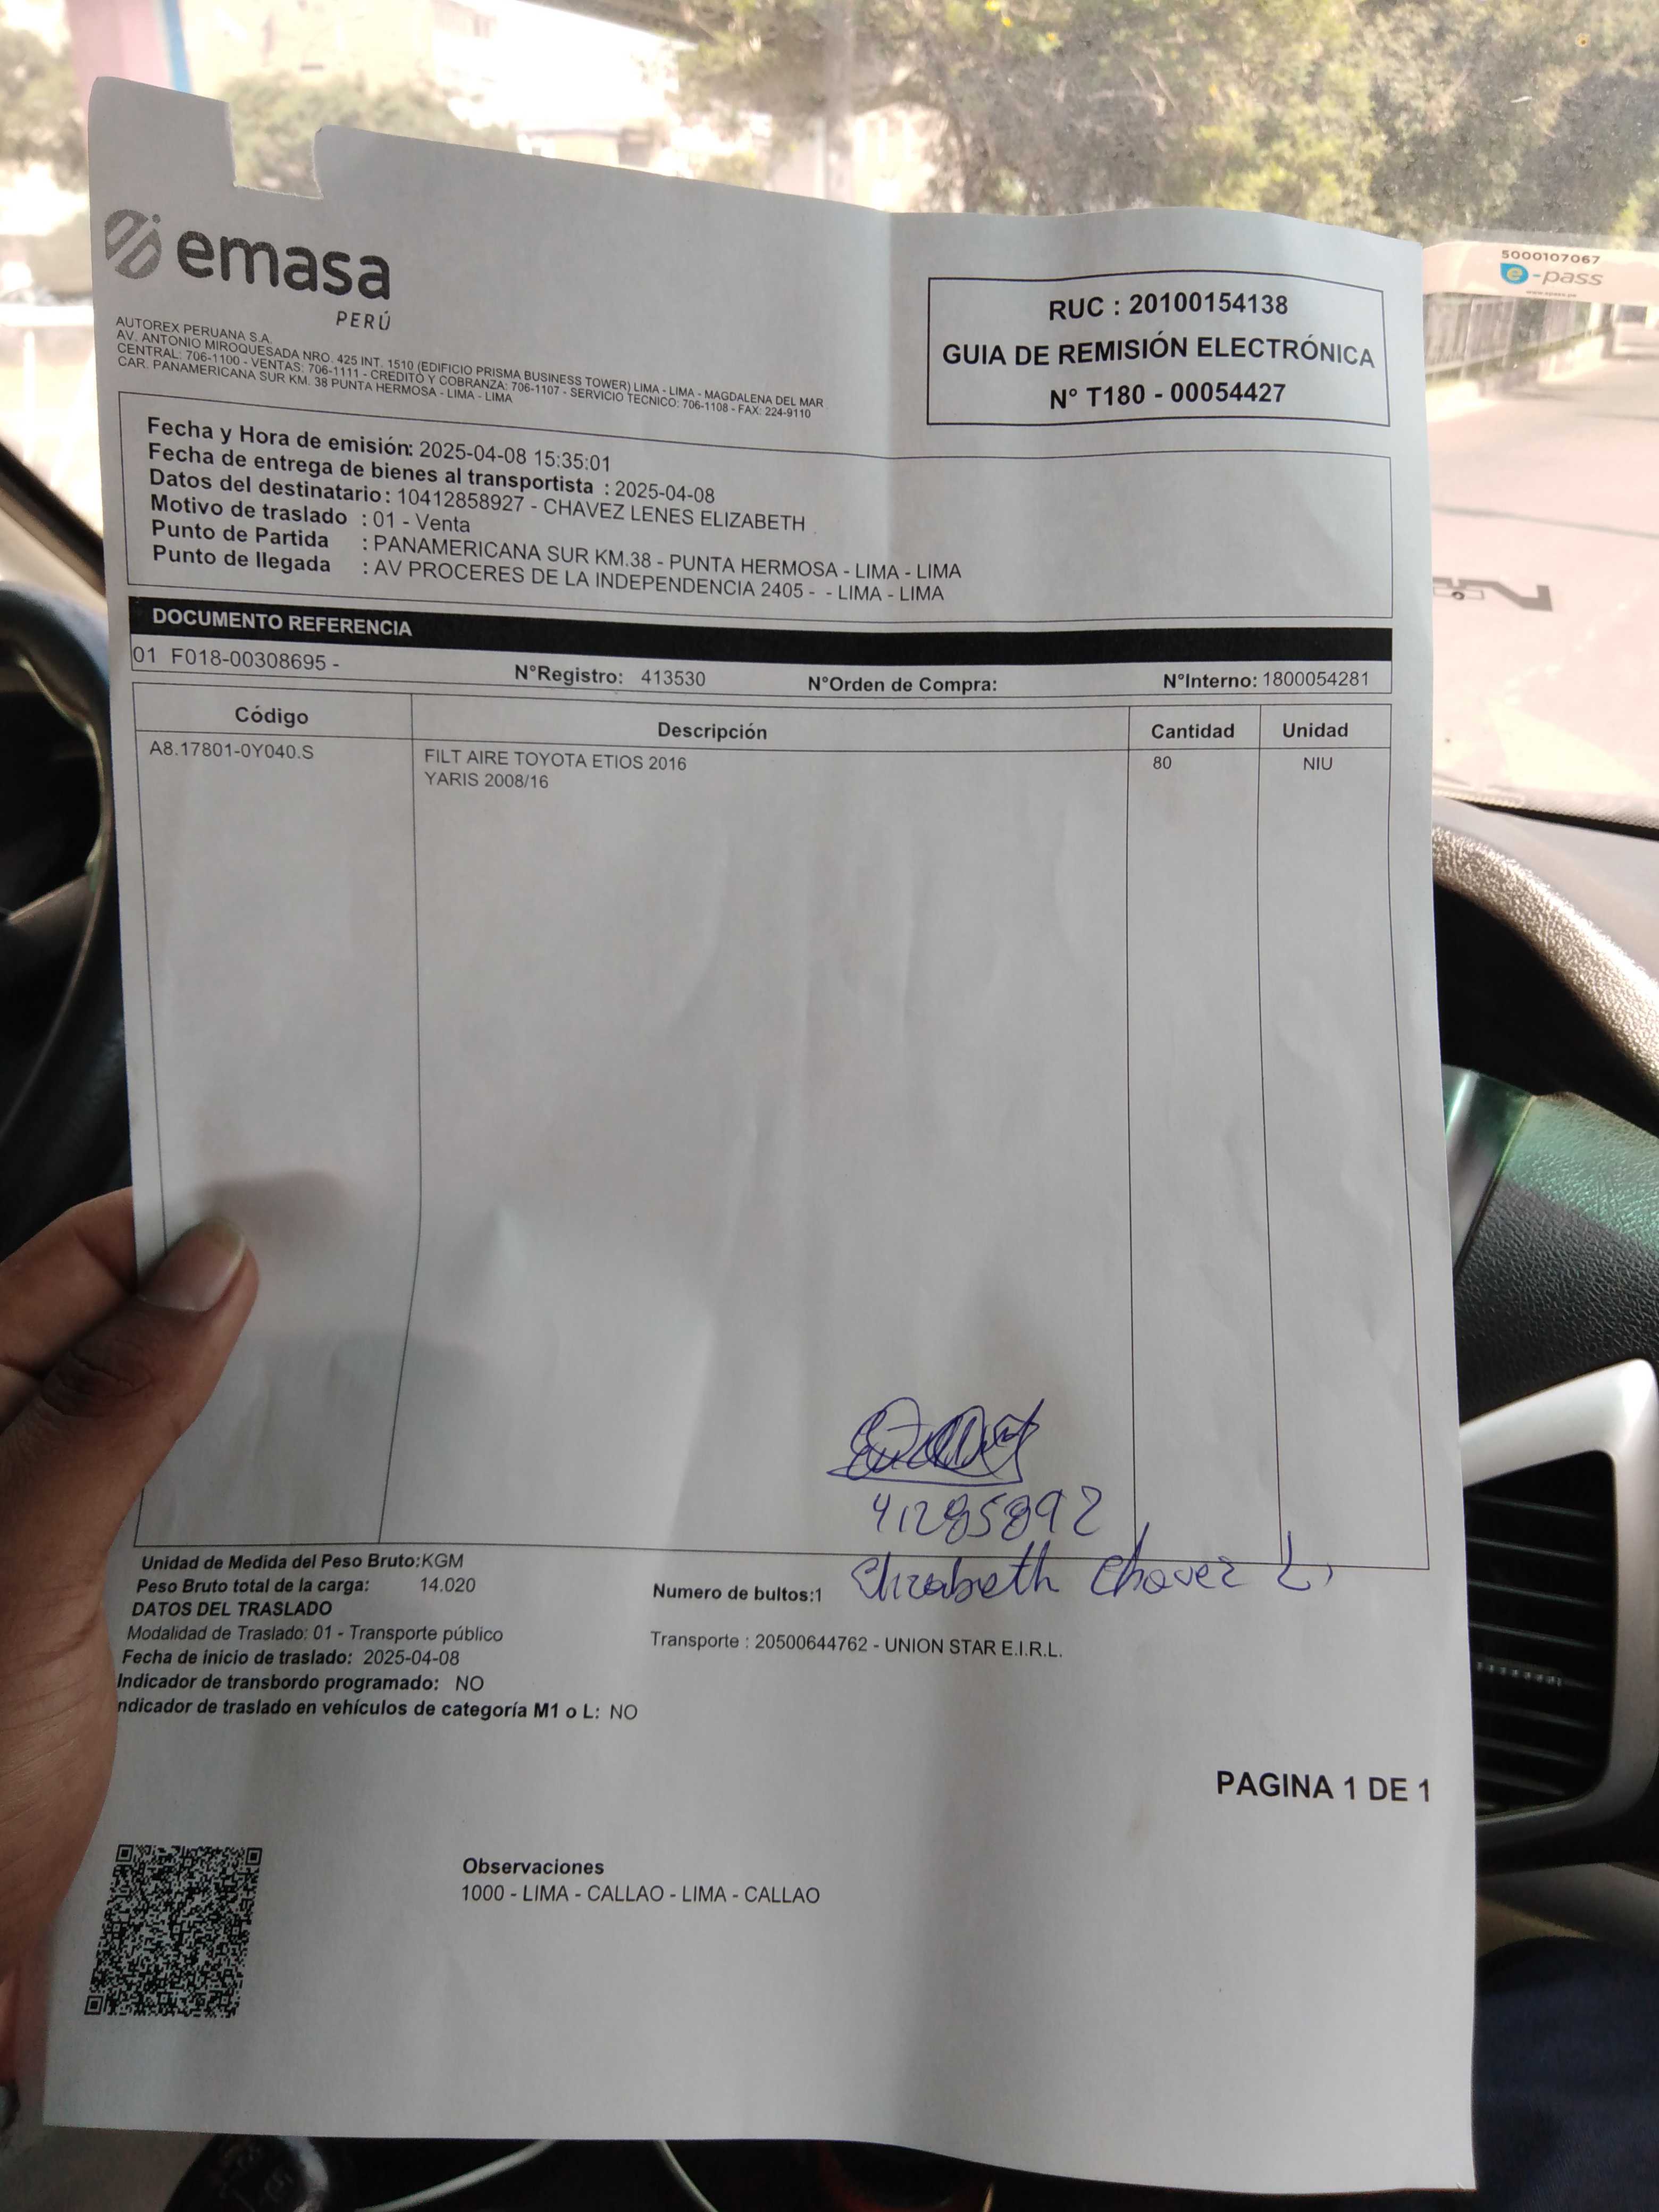 emasa
PERÚ
AUTOREX PERUANA S.A.
AV. ANTONIO MIROQUESADA NRO. 425 INT. 1510 (EDIFICIO PRISMA BUSINESS TOWER) LIMA - LIMA - MAGDALENA DEL MAR
CENTRAL: 706-1100 - VENTAS: 706-1111 - CREDITO Y COBRANZA: 706-1107 - SERVICIO TECNICO: 706-1108 - FAX: 224-9110
CAR. PANAMERICANA SUR KM. 38 PUNTA HERMOSA - LIMA - LIMA
RUC : 20100154138
GUIA DE REMISIÓN ELECTRÓNICA
N° T180 - 00054427
5000107067
e-pass
Fecha y Hora de emisión: 2025-04-08 15:35:01
Fecha de entrega de bienes al transportista : 2025-04-08
Datos del destinatario : 10412858927 - CHAVEZ LENES ELIZABETH
Motivo de traslado : 01 - Venta
Punto de Partida : PANAMERICANA SUR KM.38 - PUNTA HERMOSA - LIMA - LIMA
Punto de llegada : AV PROCERES DE LA INDEPENDENCIA 2405 - - LIMA - LIMA
DOCUMENTO REFERENCIA
01 F018-00308695 - N°Registro: 413530 N°Orden de Compra: N°Interno: 1800054281
Código Descripción Cantidad Unidad
A8.17801-0Y040.S FILT AIRE TOYOTA ETIOS 2016 80 NIU
YARIS 2008/16
41285892
Elizabeth Chavez L.
Unidad de Medida del Peso Bruto:KGM
Peso Bruto total de la carga: 14.020 Numero de bultos:1
DATOS DEL TRASLADO
Modalidad de Traslado: 01 - Transporte público Transporte : 20500644762 - UNION STAR E.I.R.L.
Fecha de inicio de traslado: 2025-04-08
Indicador de transbordo programado: NO
ndicador de traslado en vehículos de categoría M1 o L: NO
PAGINA 1 DE 1
Observaciones
1000 - LIMA - CALLAO - LIMA - CALLAO